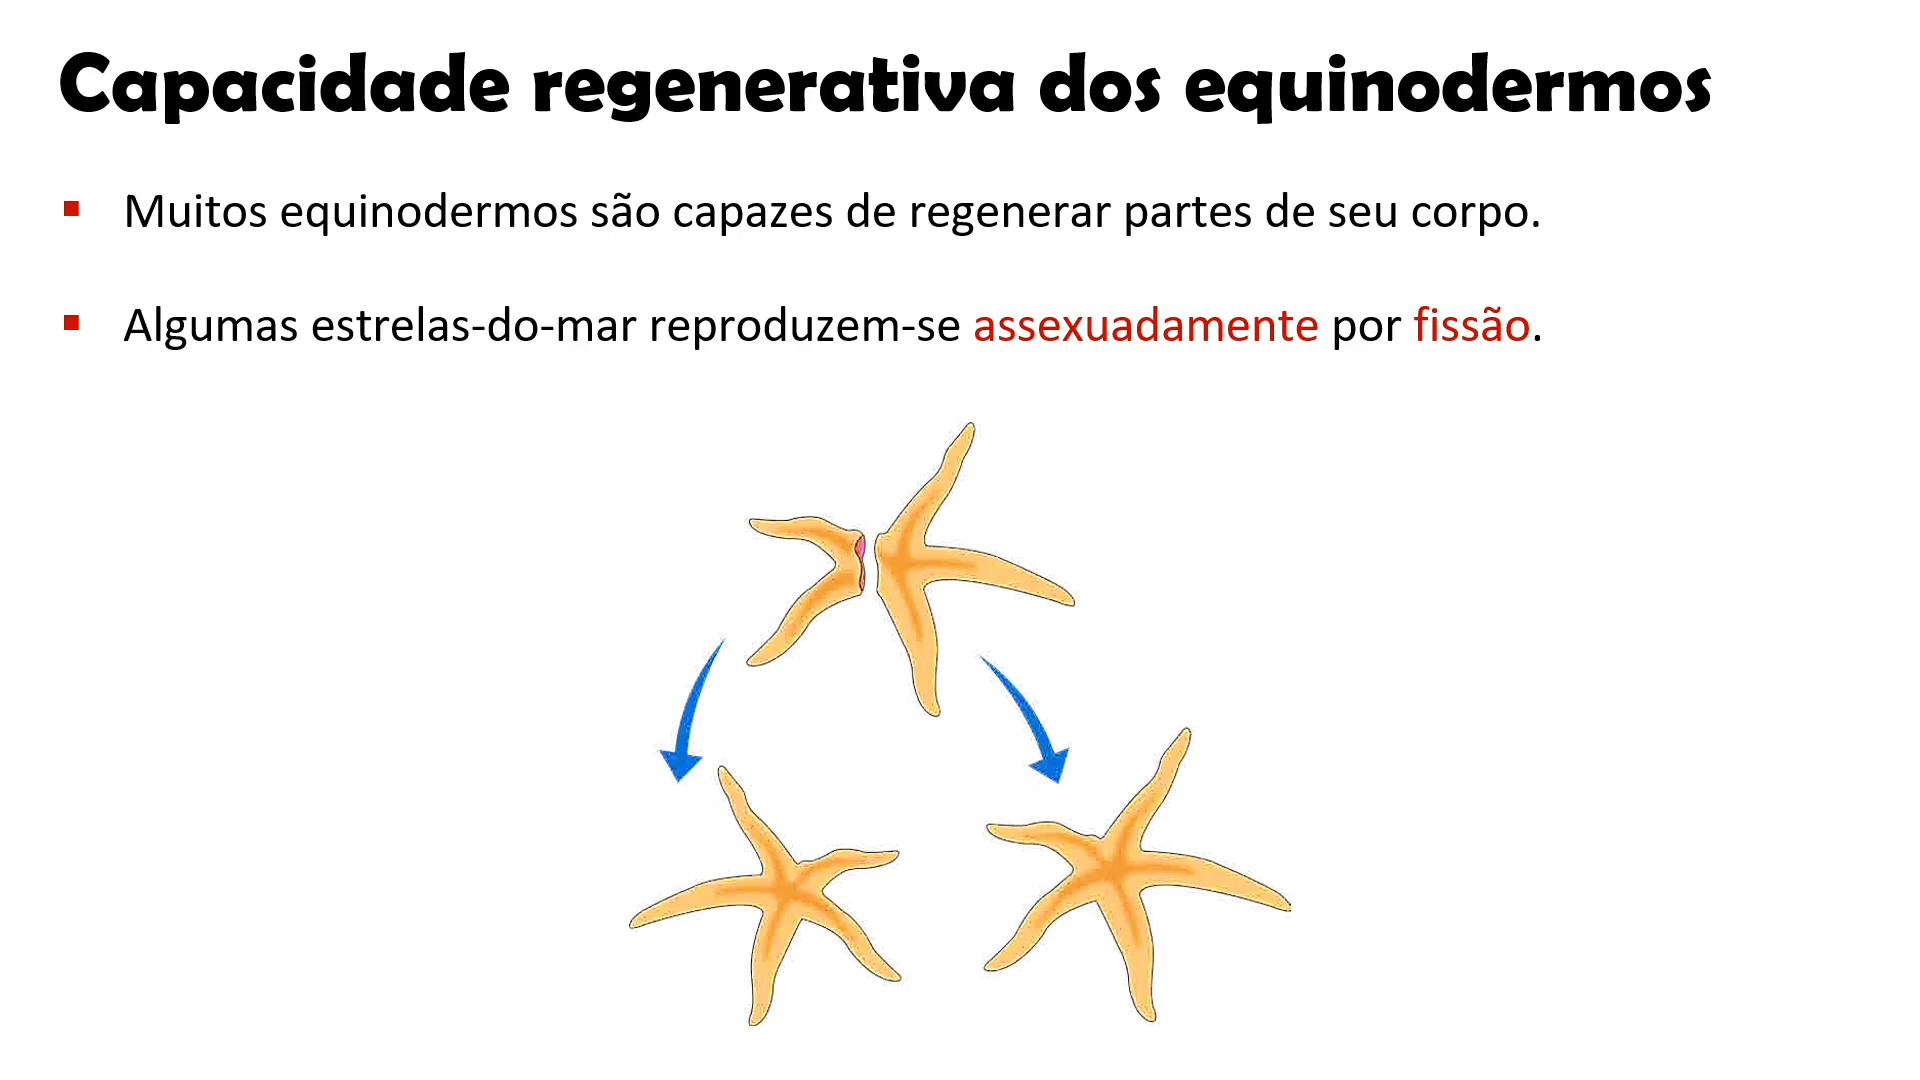 Capacidade regenerativa dos equinodermos
▪ Muitos equinodermos são capazes de regenerar partes de seu corpo.
▪ Algumas estrelas-do-mar reproduzem-se assexuadamente por fissão.